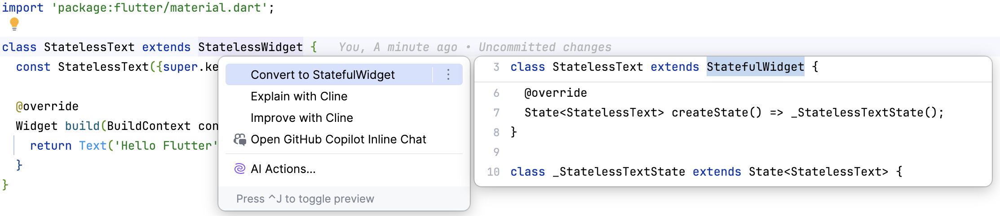 import 'package:flutter/material.dart';
class StatelessText extends StatelessWidget { You, A minute ago • Uncommitted changes
const StatelessText({super.ke
@override
Widget build(BuildContext con
return Text('Hello Flutter'
}
}
Convert to StatefulWidget
Explain with Cline
Improve with Cline
Open GitHub Copilot Inline Chat
AI Actions...
Press ^J to toggle preview
3 class StatelessText extends StatefulWidget {
6 @override
7 State<StatelessText> createState() => _StatelessTextState();
8 }
9
10 class _StatelessTextState extends State<StatelessText> {